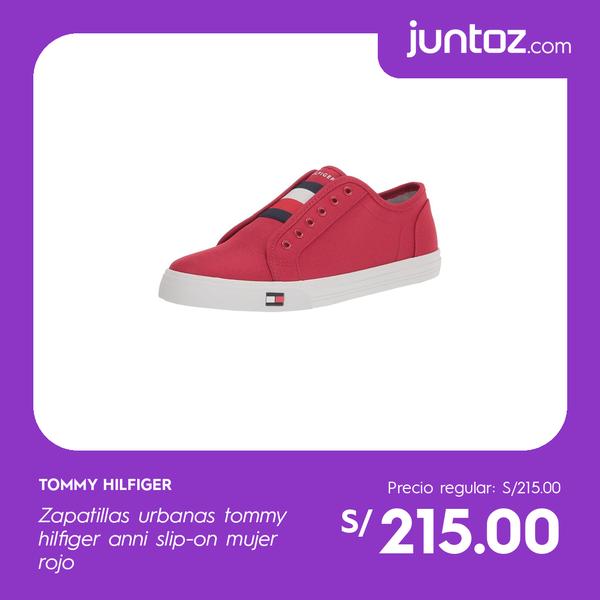 juntoz.com
HILFIGER
TOMMY HILFIGER
Zapatillas urbanas tommy
hilfiger anni slip-on mujer
rojo
Precio regular: S/215.00
S/ 215.00